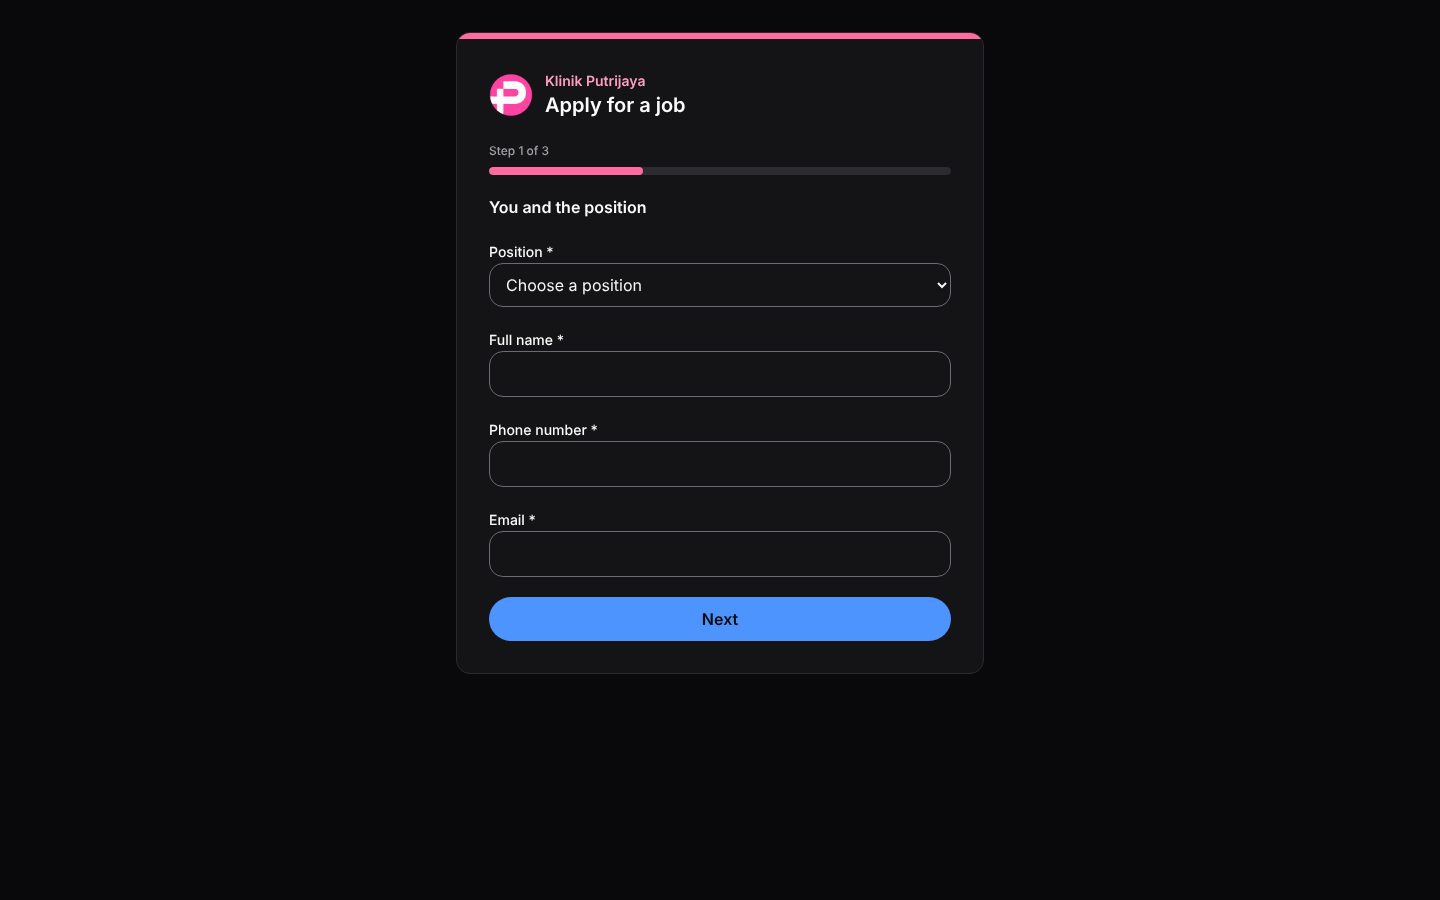 Klinik Putrijaya
Apply for a job
Step 1 of 3
You and the position
Position *
Choose a position
Full name *
Phone number *
Email *
Next